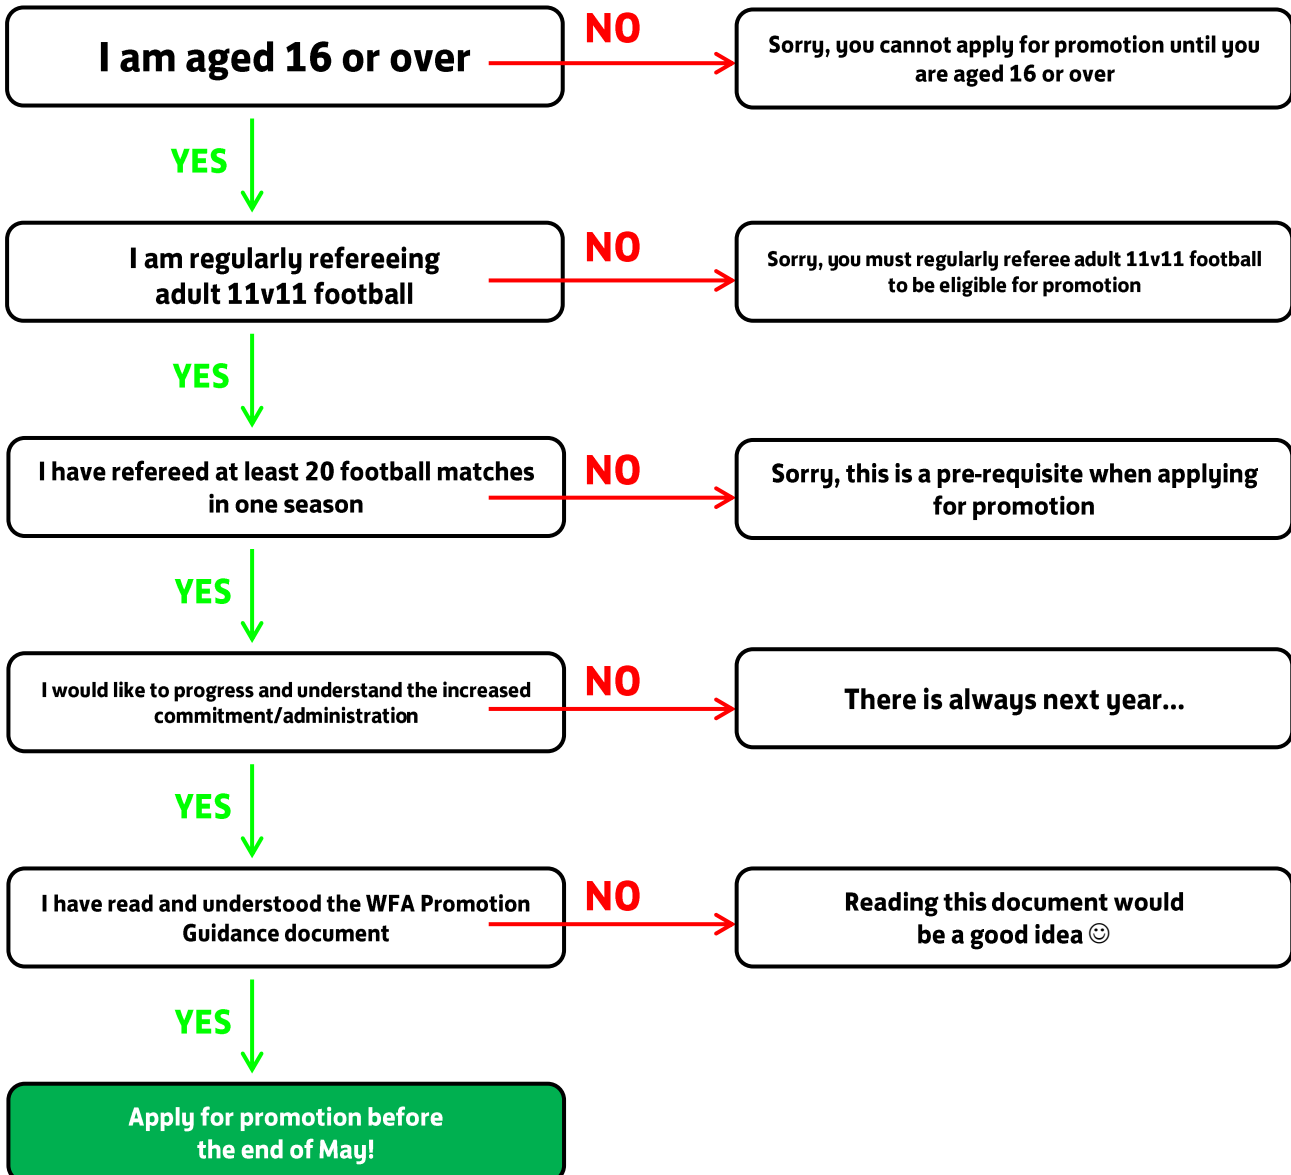 I am aged 16 or over
NO
Sorry, you cannot apply for promotion until you
are aged 16 or over
YES
I am regularly refereeing
adult 11v11 football
NO
Sorry, you must regularly referee adult 11v11 football
to be eligible for promotion
YES
I have refereed at least 20 football matches
in one season
NO
Sorry, this is a pre-requisite when applying
for promotion
YES
I would like to progress and understand the increased
commitment/administration
NO
There is always next year...
YES
I have read and understood the WFA Promotion
Guidance document
NO
Reading this document would
be a good idea ☺
YES
Apply for promotion before
the end of May!